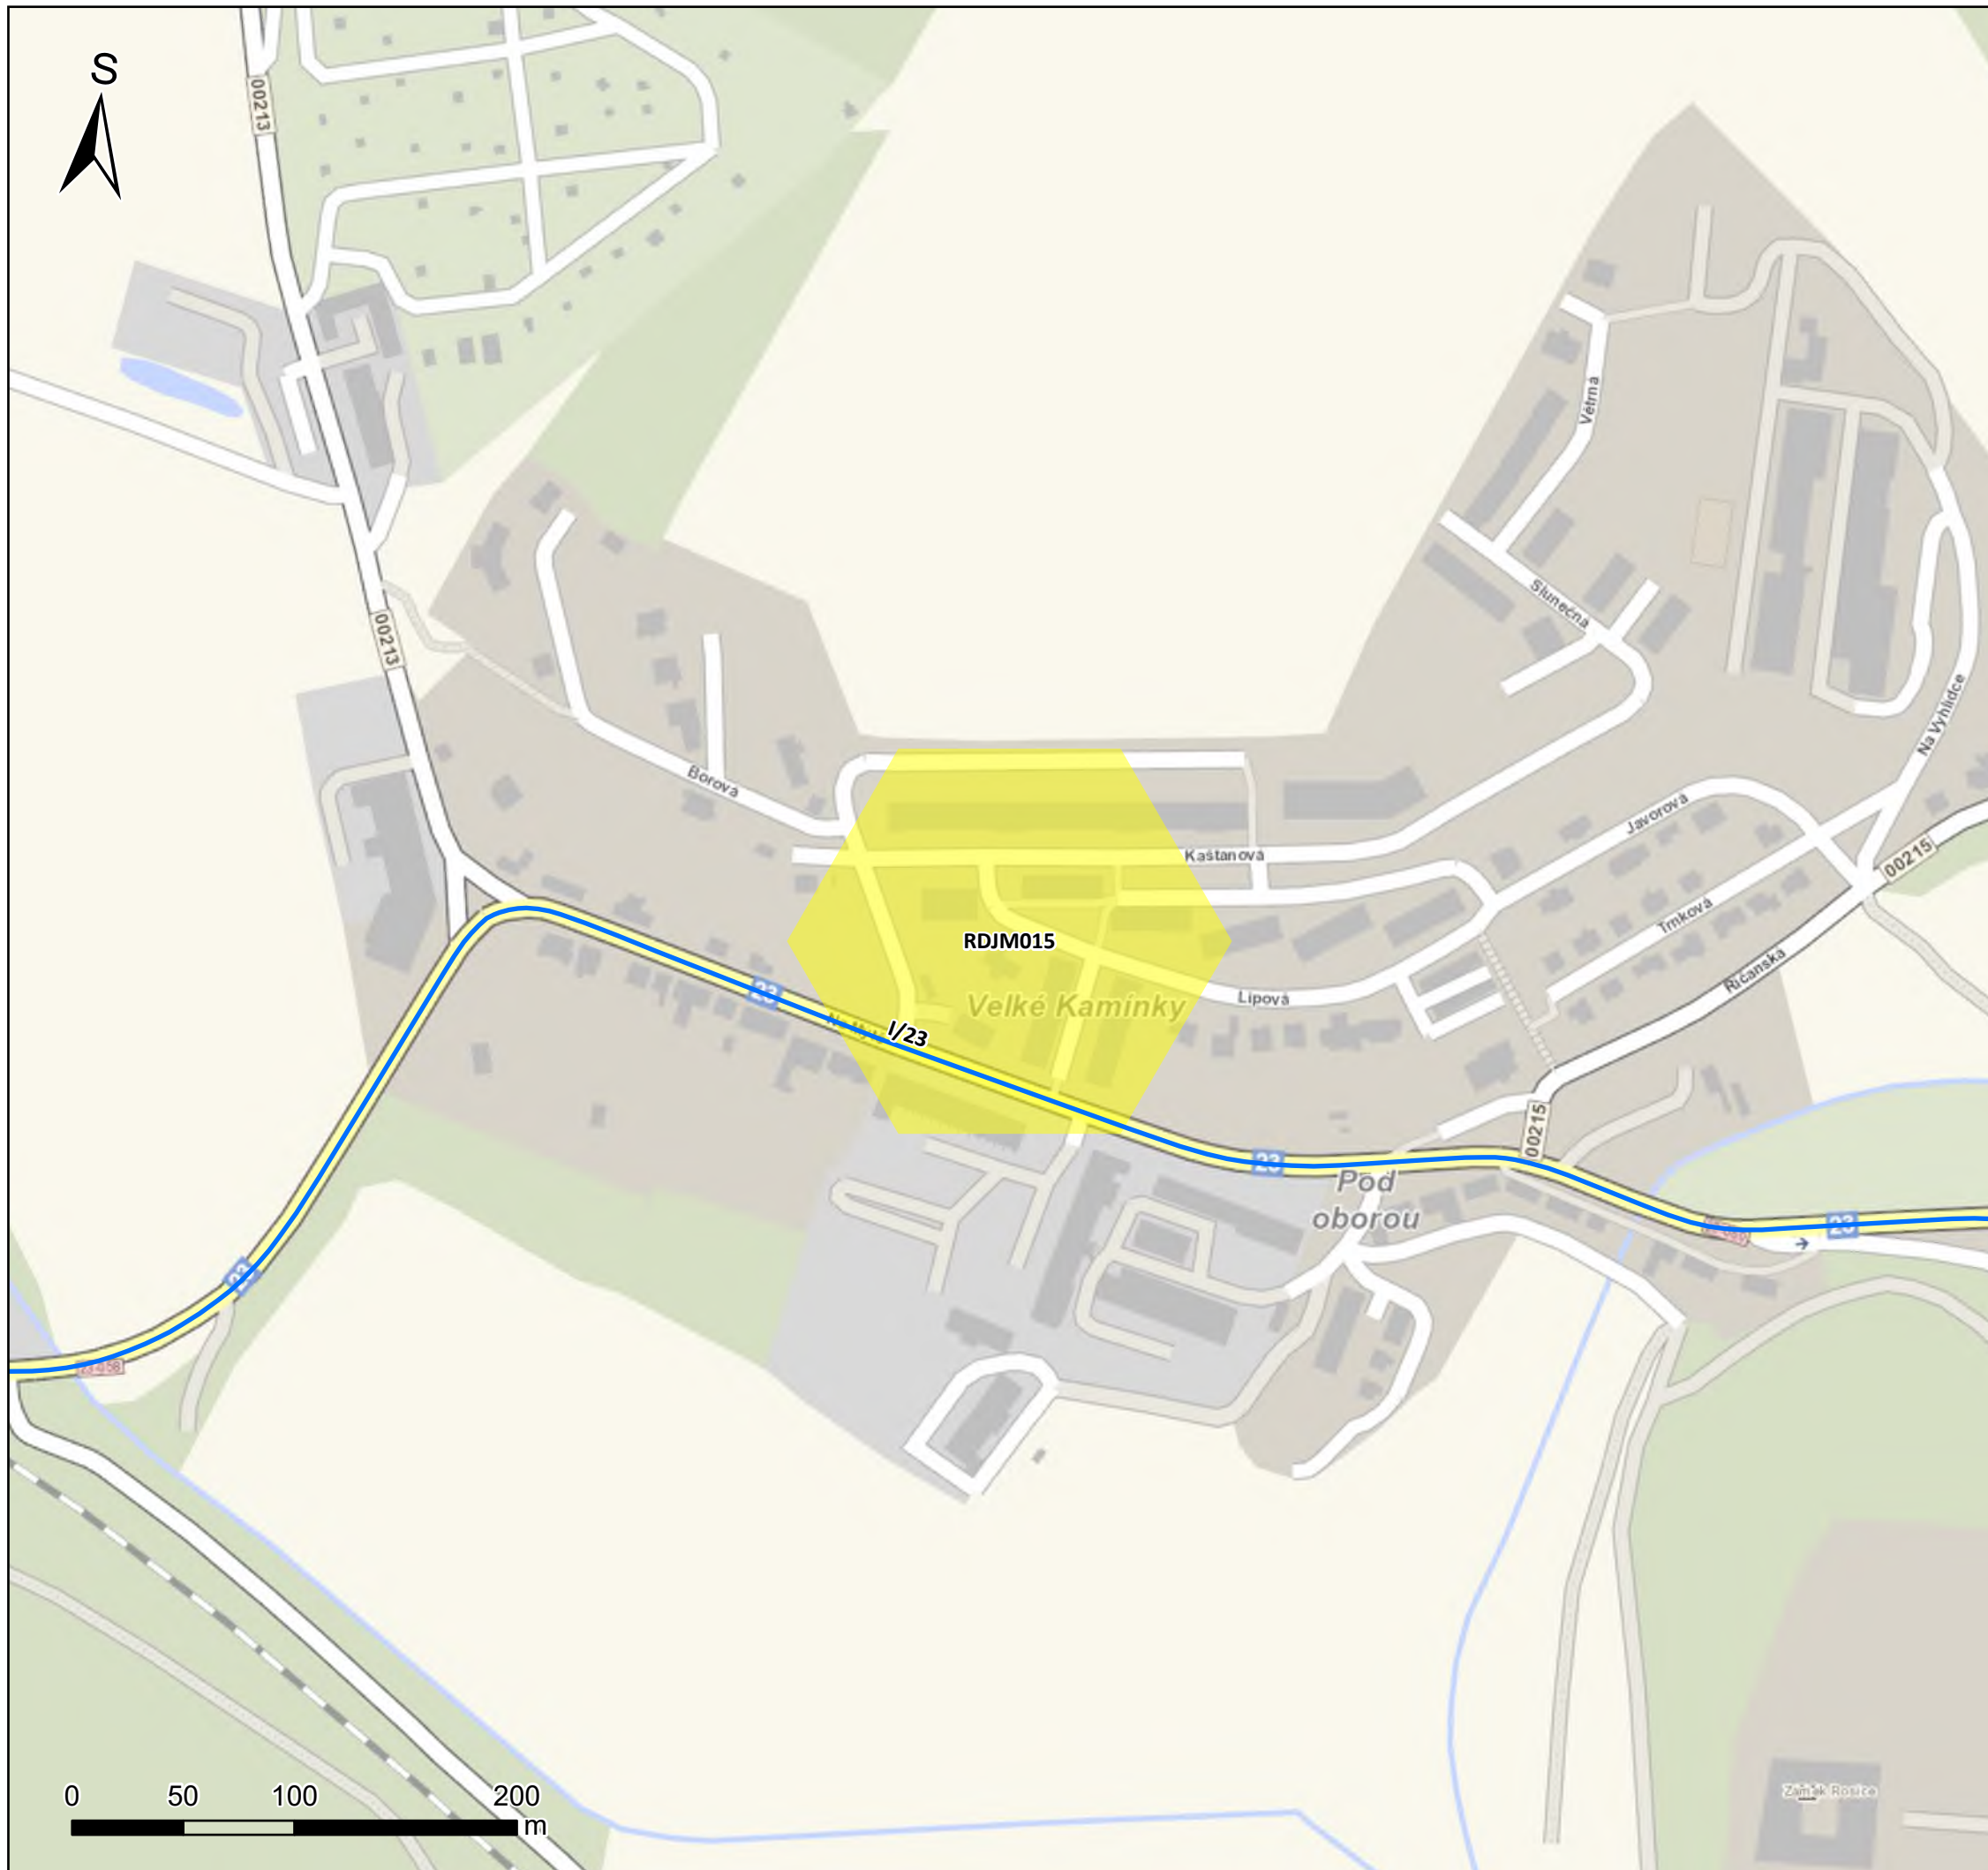 S
00213
00213
Větrná
Slunečná
Na Vyhlídce
Borová
Javorová
Kaštanová
00215
Trnková
RDJM015
Říčanská
23
Velké Kamínky
Lipová
I/23
00215
23
Pod
oborou
23
23
0 50 100 200
m
Zámek Rosice